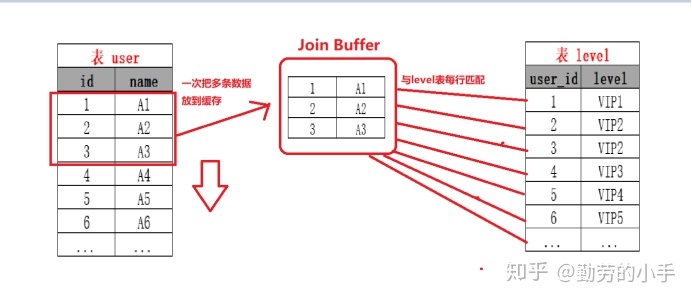 Join Buffer
表 user
id name
1 A1
2 A2
3 A3
4 A4
5 A5
6 A6
... ...
一次把多条数据
放到缓存
1 A1
2 A2
3 A3
与level表每行匹配
表 level
user_id level
1 VIP1
2 VIP2
3 VIP2
4 VIP3
5 VIP4
6 VIP5
... ...
知乎 @勤劳的小手